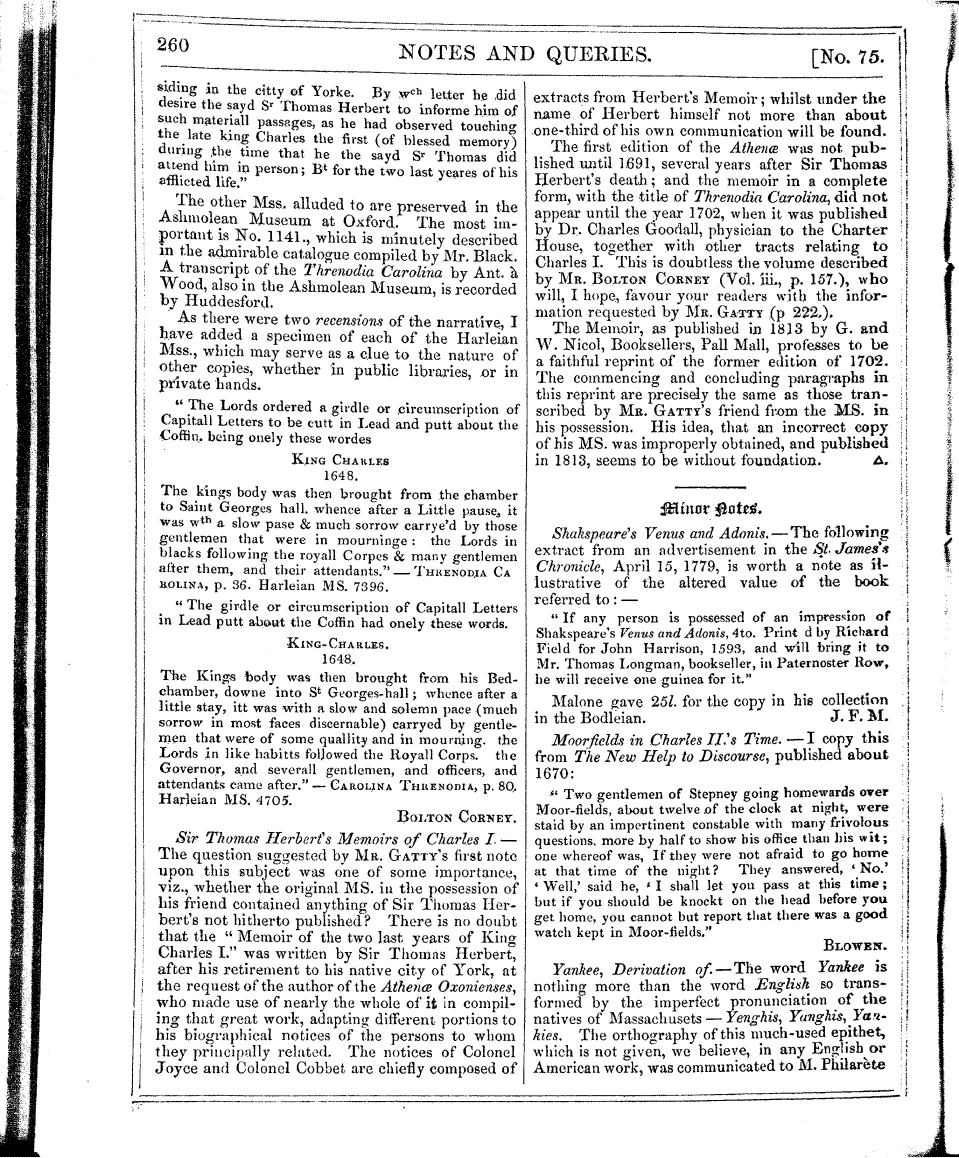 260
NOTES AND QUERIES.
[No. 75.
siding in the citty of Yorke. By wch letter he did
desire the sayd Sr Thomas Herbert to informe him of
such materiall passages, as he had observed touching
the late king Charles the first (of blessed memory)
during the time that he the sayd Sr Thomas did
attend him in person; Bt for the two last yeares of his
afflicted life."
The other Mss. alluded to are preserved in the
Ashmolean Museum at Oxford. The most im-
portant is No. 1141., which is minutely described
in the admirable catalogue compiled by Mr. Black.
A transcript of the Threnodia Carolina by Ant. à
Wood, also in the Ashmolean Museum, is recorded
by Huddesford.
As there were two recensions of the narrative, I
have added a specimen of each of the Harleian
Mss., which may serve as a clue to the nature of
other copies, whether in public libraries, or in
private hands.
"The Lords ordered a girdle or circumscription of
Capitall Letters to be cutt in Lead and putt about the
Coffin. being onely these wordes
KING CHARLES
1648.
The kings body was then brought from the chamber
to Saint Georges hall. whence after a Little pause, it
was wth a slow pase & much sorrow carrye'd by those
gentlemen that were in mourninge: the Lords in
blacks following the royall Corpes & many gentlemen
after them, and their attendants."—THRENODIA CA
ROLINA, p. 36. Harleian MS. 7396.
"The girdle or circumscription of Capitall Letters
in Lead putt about the Coffin had onely these words.
KING-CHARLES.
1648.
The Kings body was then brought from his Bed-
chamber, downe into St Georges-hall; whence after a
little stay, itt was with a slow and solemn pace (much
sorrow in most faces discernable) carryed by gentle-
men that were of some quallity and in mourning. the
Lords in like habitts followed the Royall Corps. the
Governor, and severall gentlemen, and officers, and
attendants came after."—CAROLINA THRENODIA, p. 80.
Harleian MS. 4705.
BOLTON CORNEY.
Sir Thomas Herbert's Memoirs of Charles I.—
The question suggested by MR. GATTY's first note
upon this subject was one of some importance,
viz., whether the original MS. in the possession of
his friend contained anything of Sir Thomas Her-
bert's not hitherto published? There is no doubt
that the "Memoir of the two last years of King
Charles I." was written by Sir Thomas Herbert,
after his retirement to his native city of York, at
the request of the author of the Athenæ Oxonienses,
who made use of nearly the whole of it in compil-
ing that great work, adapting different portions to
his biographical notices of the persons to whom
they principally related. The notices of Colonel
Joyce and Colonel Cobbet are chiefly composed of
extracts from Herbert's Memoir; whilst under the
name of Herbert himself not more than about
one-third of his own communication will be found.
The first edition of the Athenæ was not pub-
lished until 1691, several years after Sir Thomas
Herbert's death; and the memoir in a complete
form, with the title of Threnodia Carolina, did not
appear until the year 1702, when it was published
by Dr. Charles Goodall, physician to the Charter
House, together with other tracts relating to
Charles I. This is doubtless the volume described
by MR. BOLTON CORNEY (Vol. iii., p. 157.), who
will, I hope, favour your readers with the infor-
mation requested by MR. GATTY (p 222.).
The Memoir, as published in 1813 by G. and
W. Nicol, Booksellers, Pall Mall, professes to be
a faithful reprint of the former edition of 1702.
The commencing and concluding paragraphs in
this reprint are precisely the same as those tran-
scribed by MR. GATTY's friend from the MS. in
his possession. His idea, that an incorrect copy
of his MS. was improperly obtained, and published
in 1813, seems to be without foundation. Δ.
Minor Notes.
Shakspeare's Venus and Adonis.—The following
extract from an advertisement in the St. James's
Chronicle, April 15, 1779, is worth a note as il-
lustrative of the altered value of the book
referred to:—
"If any person is possessed of an impression of
Shakspeare's Venus and Adonis, 4to. Print d by Richard
Field for John Harrison, 1593, and will bring it to
Mr. Thomas Longman, bookseller, in Paternoster Row,
he will receive one guinea for it."
Malone gave 25l. for the copy in his collection
in the Bodleian. J. F. M.
Moorfields in Charles II.'s Time.—I copy this
from The New Help to Discourse, published about
1670:
"Two gentlemen of Stepney going homewards over
Moor-fields, about twelve of the clock at night, were
staid by an impertinent constable with many frivolous
questions, more by half to show his office than his wit;
one whereof was, If they were not afraid to go home
at that time of the night? They answered, 'No.'
'Well,' said he, 'I shall let you pass at this time;
but if you should be knockt on the head before you
get home, you cannot but report that there was a good
watch kept in Moor-fields."
BLOWEN.
Yankee, Derivation of.—The word Yankee is
nothing more than the word English so trans-
formed by the imperfect pronunciation of the
natives of Massachusets—Yenghis, Yanghis, Yan-
kies. The orthography of this much-used epithet,
which is not given, we believe, in any English or
American work, was communicated to M. Philarète